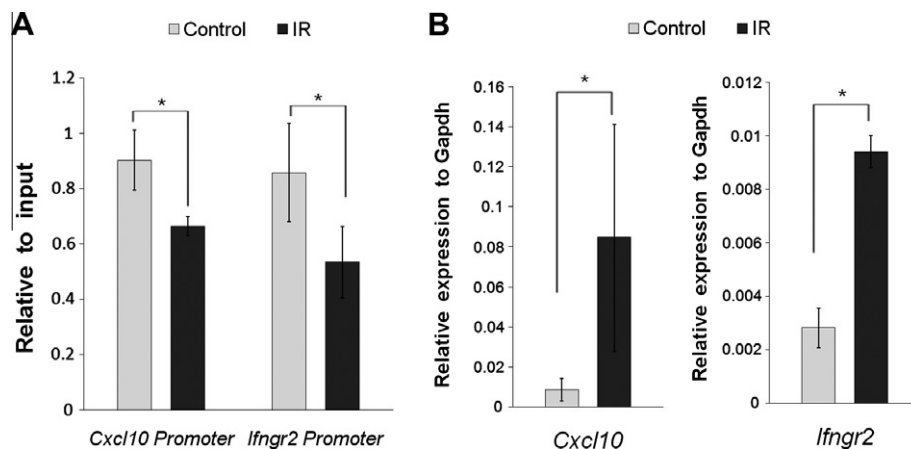 A
Control IR
Relative to input
1.2
1
0.8
0.6
0.4
0.2
0
*
*
Cxcl10 Promoter Ifngr2 Promoter
B
Control IR
Relative expression to Gapdh
0.16
0.14
0.12
0.1
0.08
0.06
0.04
0.02
0
*
Cxcl10
Relative expression to Gapdh
0.012
0.01
0.008
0.006
0.004
0.002
0
*
Ifngr2